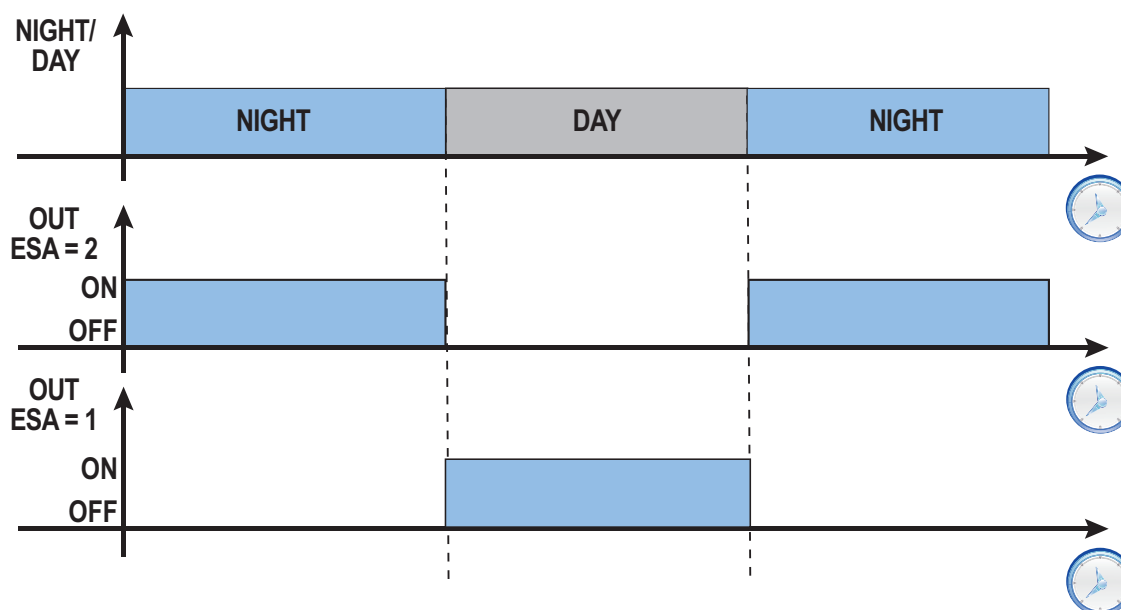 NIGHT/
DAY
NIGHT
DAY
NIGHT
OUT
ESA = 2
ON
OFF
OUT
ESA = 1
ON
OFF